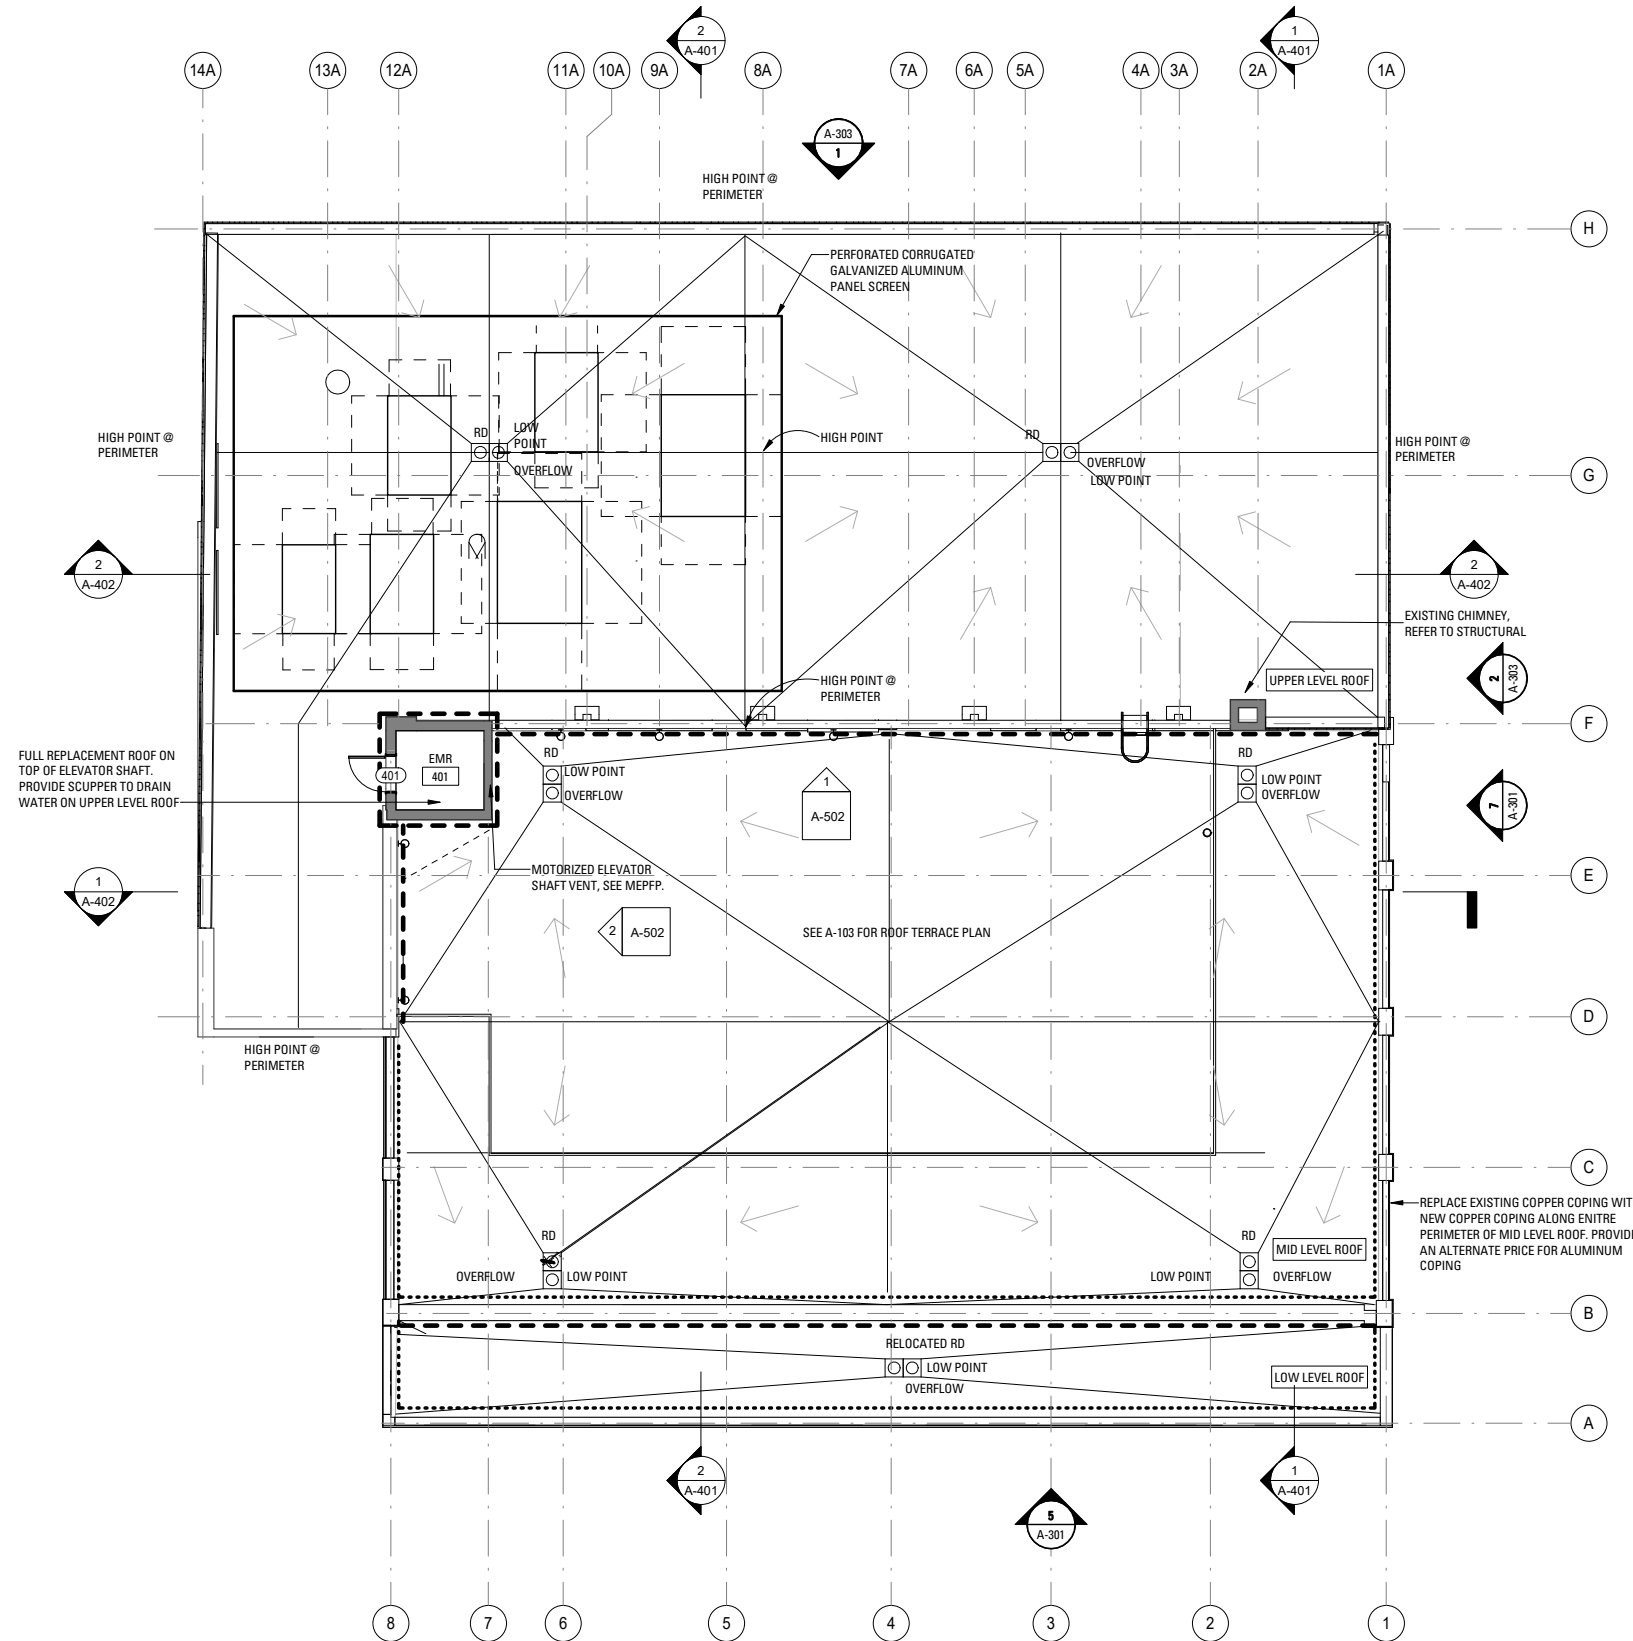 2
A-401
1
A-401
14A
13A
12A
11A
10A
9A
8A
7A
6A
5A
4A
3A
2A
1A
A-303
1
HIGH POINT @
PERIMETER
H
PERFORATED CORRUGATED
GALVANIZED ALUMINUM
PANEL SCREEN
HIGH POINT @
PERIMETER
RD
LOW
POINT
OVERFLOW
HIGH POINT
RD
OVERFLOW
LOW POINT
HIGH POINT @
PERIMETER
G
2
A-402
2
A-402
EXISTING CHIMNEY,
REFER TO STRUCTURAL
2
A-303
HIGH POINT @
PERIMETER
UPPER LEVEL ROOF
F
FULL REPLACEMENT ROOF ON
TOP OF ELEVATOR SHAFT.
PROVIDE SCUPPER TO DRAIN
WATER ON UPPER LEVEL ROOF
401
EMR
401
RD
LOW POINT
OVERFLOW
1
A-502
RD
LOW POINT
OVERFLOW
7
A-301
1
A-402
MOTORIZED ELEVATOR
SHAFT VENT, SEE MEPFP.
E
2
A-502
SEE A-103 FOR ROOF TERRACE PLAN
D
HIGH POINT @
PERIMETER
C
REPLACE EXISTING COPPER COPING WIT
NEW COPPER COPING ALONG ENITRE
PERIMETER OF MID LEVEL ROOF. PROVIDE
AN ALTERNATE PRICE FOR ALUMINUM
COPING
RD
OVERFLOW
LOW POINT
RD
MID LEVEL ROOF
LOW POINT
OVERFLOW
B
RELOCATED RD
LOW POINT
OVERFLOW
LOW LEVEL ROOF
A
2
A-401
1
A-401
5
A-301
8
7
6
5
4
3
2
1